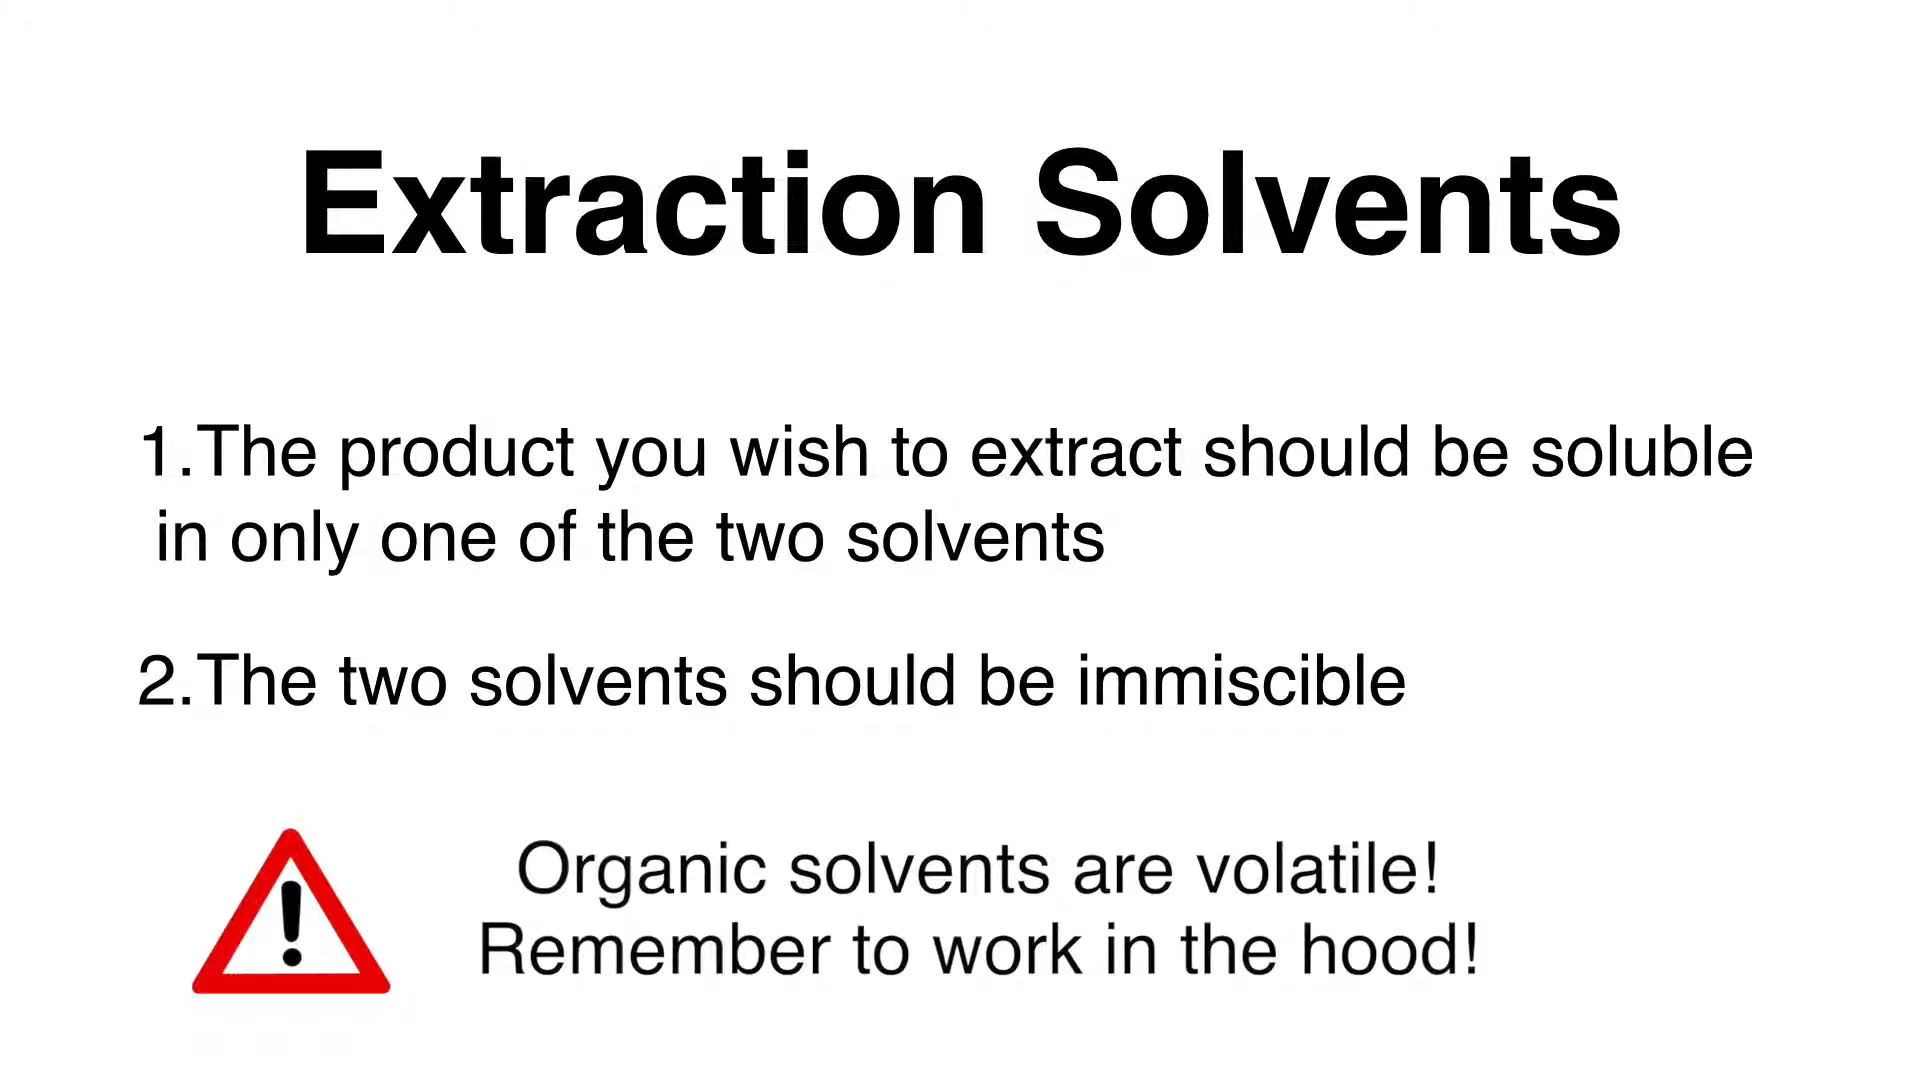 Extraction Solvents
1.The product you wish to extract should be soluble
in only one of the two solvents
2.The two solvents should be immiscible
Organic solvents are volatile!
Remember to work in the hood!